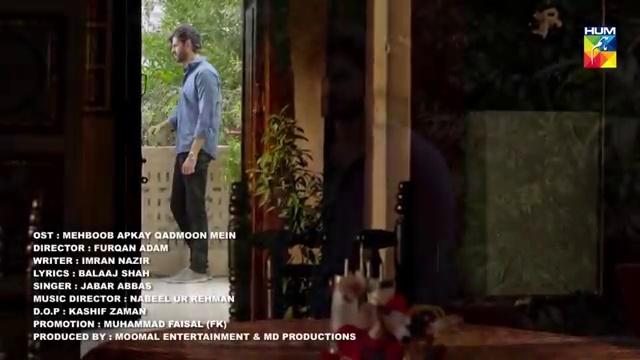 HUM
OST : MEHBOOB APKAY QADMOON MEIN
DIRECTOR : FURQAN ADAM
WRITER : IMRAN NAZIR
LYRICS : BALAAJ SHAH
SINGER : JABAR ABBAS
MUSIC DIRECTOR : NABEEL UR REHMAN
D.O.P : KASHIF ZAMAN
PROMOTION : MUHAMMAD FAISAL (FK)
PRODUCED BY : MOOMAL ENTERTAINMENT & MD PRODUCTIONS